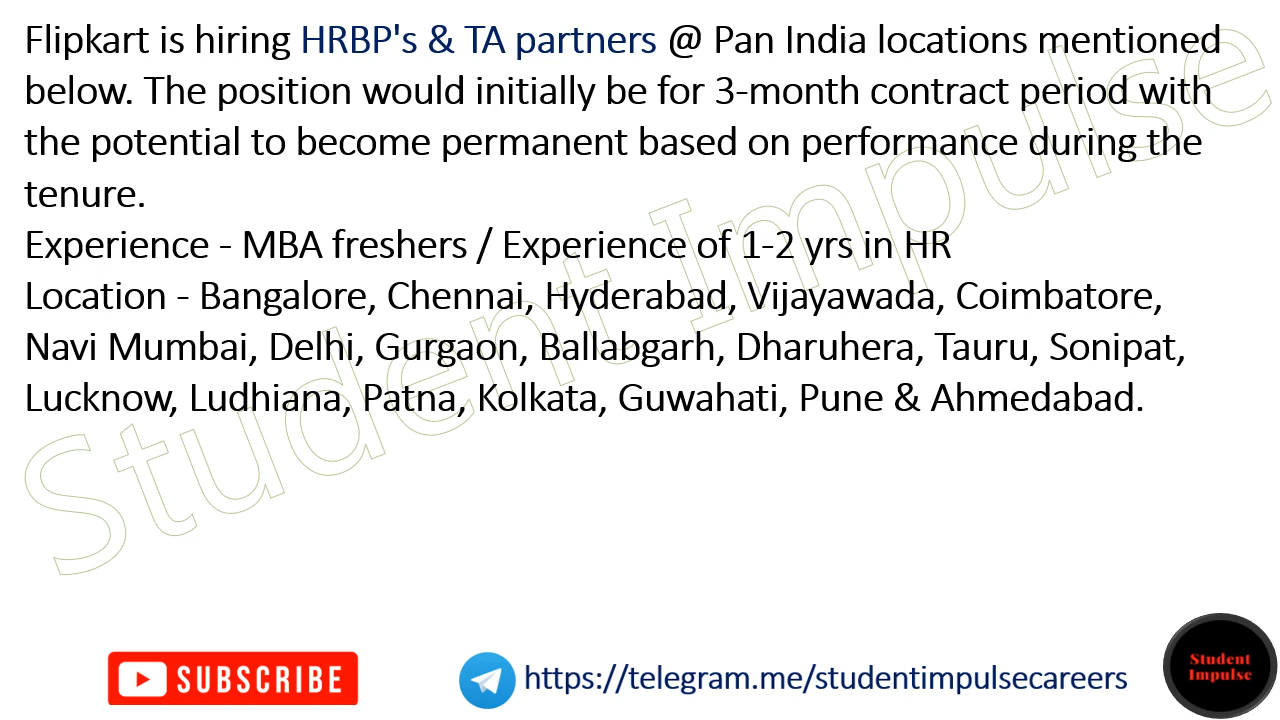 Flipkart is hiring HRBP's & TA partners @ Pan India locations mentioned
below. The position would initially be for 3-month contract period with
the potential to become permanent based on performance during the
tenure.
Experience - MBA freshers / Experience of 1-2 yrs in HR
Location - Bangalore, Chennai, Hyderabad, Vijayawada, Coimbatore,
Navi Mumbai, Delhi, Gurgaon, Ballabgarh, Dharuhera, Tauru, Sonipat,
Lucknow, Ludhiana, Patna, Kolkata, Guwahati, Pune & Ahmedabad.
Student Impulse
SUBSCRIBE
https://telegram.me/studentimpulsecareers
Student
Impulse